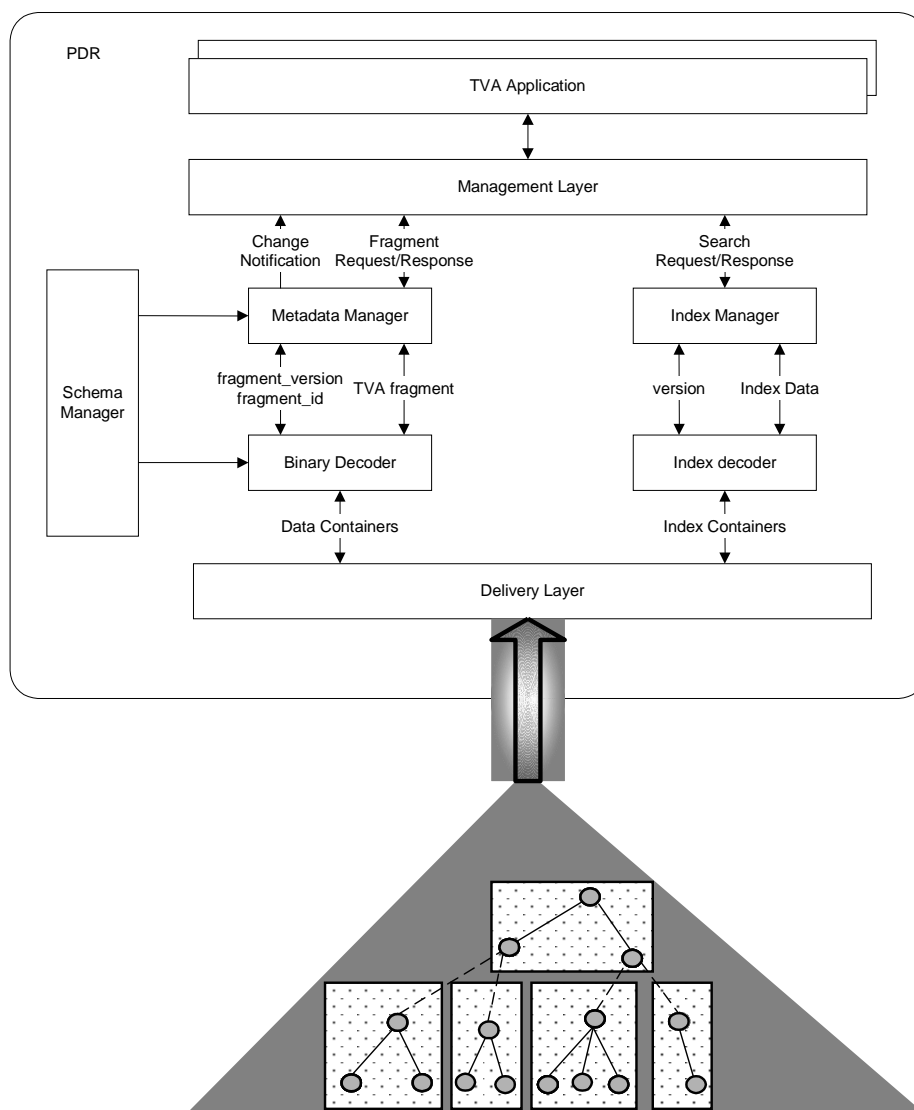 PDR
TVA Application
Management Layer
Change
Notification
Fragment
Request/Response
Search
Request/Response
Metadata Manager
Index Manager
Schema
Manager
fragment_version
fragment_id
TVA fragment
version
Index Data
Binary Decoder
Index decoder
Data Containers
Index Containers
Delivery Layer